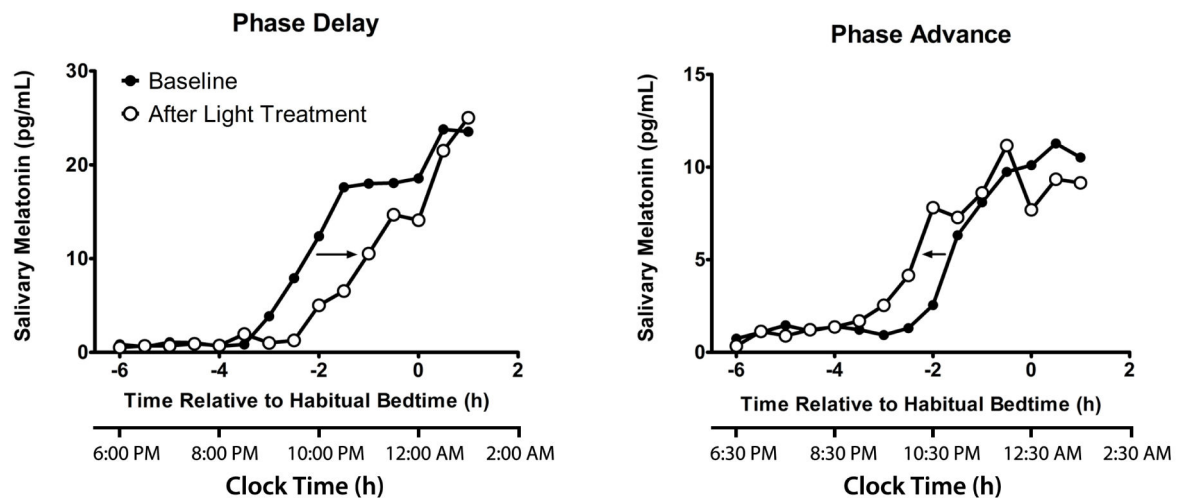 Phase Delay
Salivary Melatonin (pg/mL)
30
20
10
0
Baseline
After Light Treatment
-6 -4 -2 0 2
Time Relative to Habitual Bedtime (h)
6:00 PM 8:00 PM 10:00 PM 12:00 AM 2:00 AM
Clock Time (h)
Phase Advance
Salivary Melatonin (pg/mL)
15
10
5
0
-6 -4 -2 0 2
Time Relative to Habitual Bedtime (h)
6:30 PM 8:30 PM 10:30 PM 12:30 AM 2:30 AM
Clock Time (h)